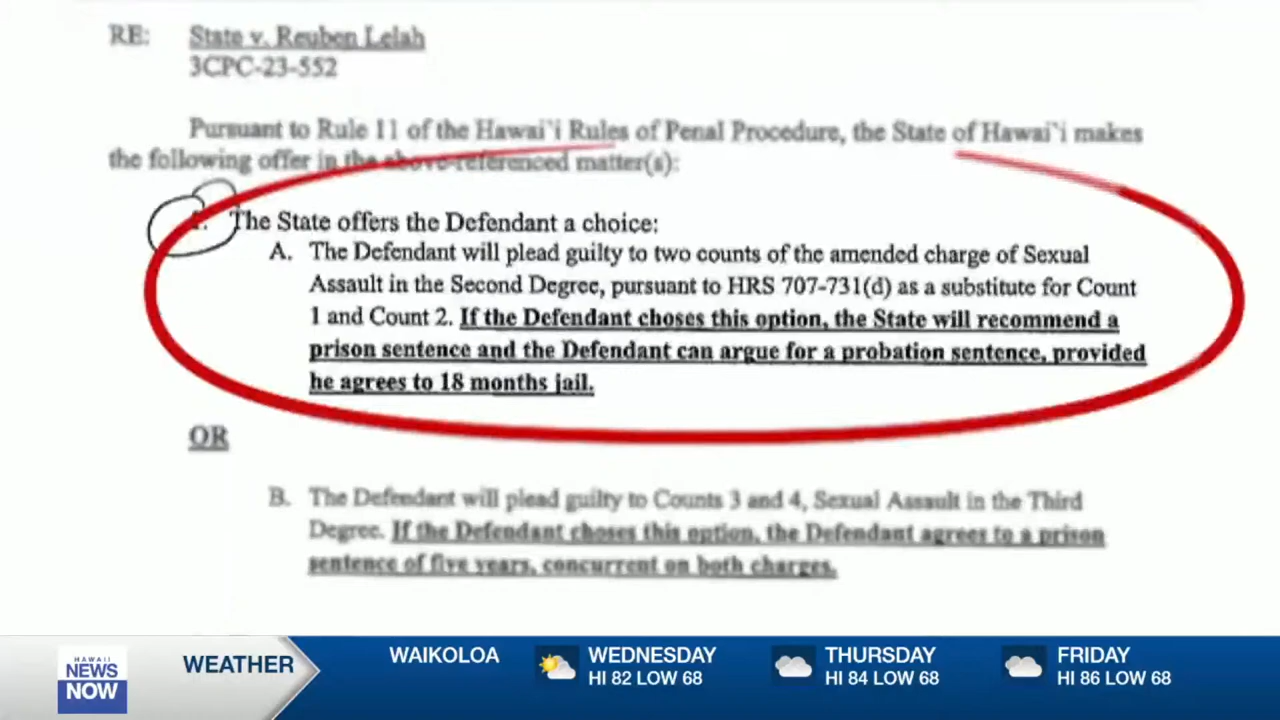 RE: State v. Reuben Lelah
3CPC-23-552
Pursuant to Rule 11 of the Hawai`i Rules of Penal Procedure, the State of Hawai`i makes
the following offer in the above-referenced matter(s):
1. The State offers the Defendant a choice:
A. The Defendant will plead guilty to two counts of the amended charge of Sexual
Assault in the Second Degree, pursuant to HRS 707-731(d) as a substitute for Count
1 and Count 2. If the Defendant choses this option, the State will recommend a
prison sentence and the Defendant can argue for a probation sentence, provided
he agrees to 18 months jail.
OR
B. The Defendant will plead guilty to Counts 3 and 4, Sexual Assault in the Third
Degree. If the Defendant choses this option, the Defendant agrees to a prison
sentence of five years, concurrent on both charges.
HAWAII
NEWS
NOW
WEATHER
WAIKOLOA
WEDNESDAY
HI 82 LOW 68
THURSDAY
HI 84 LOW 68
FRIDAY
HI 86 LOW 68